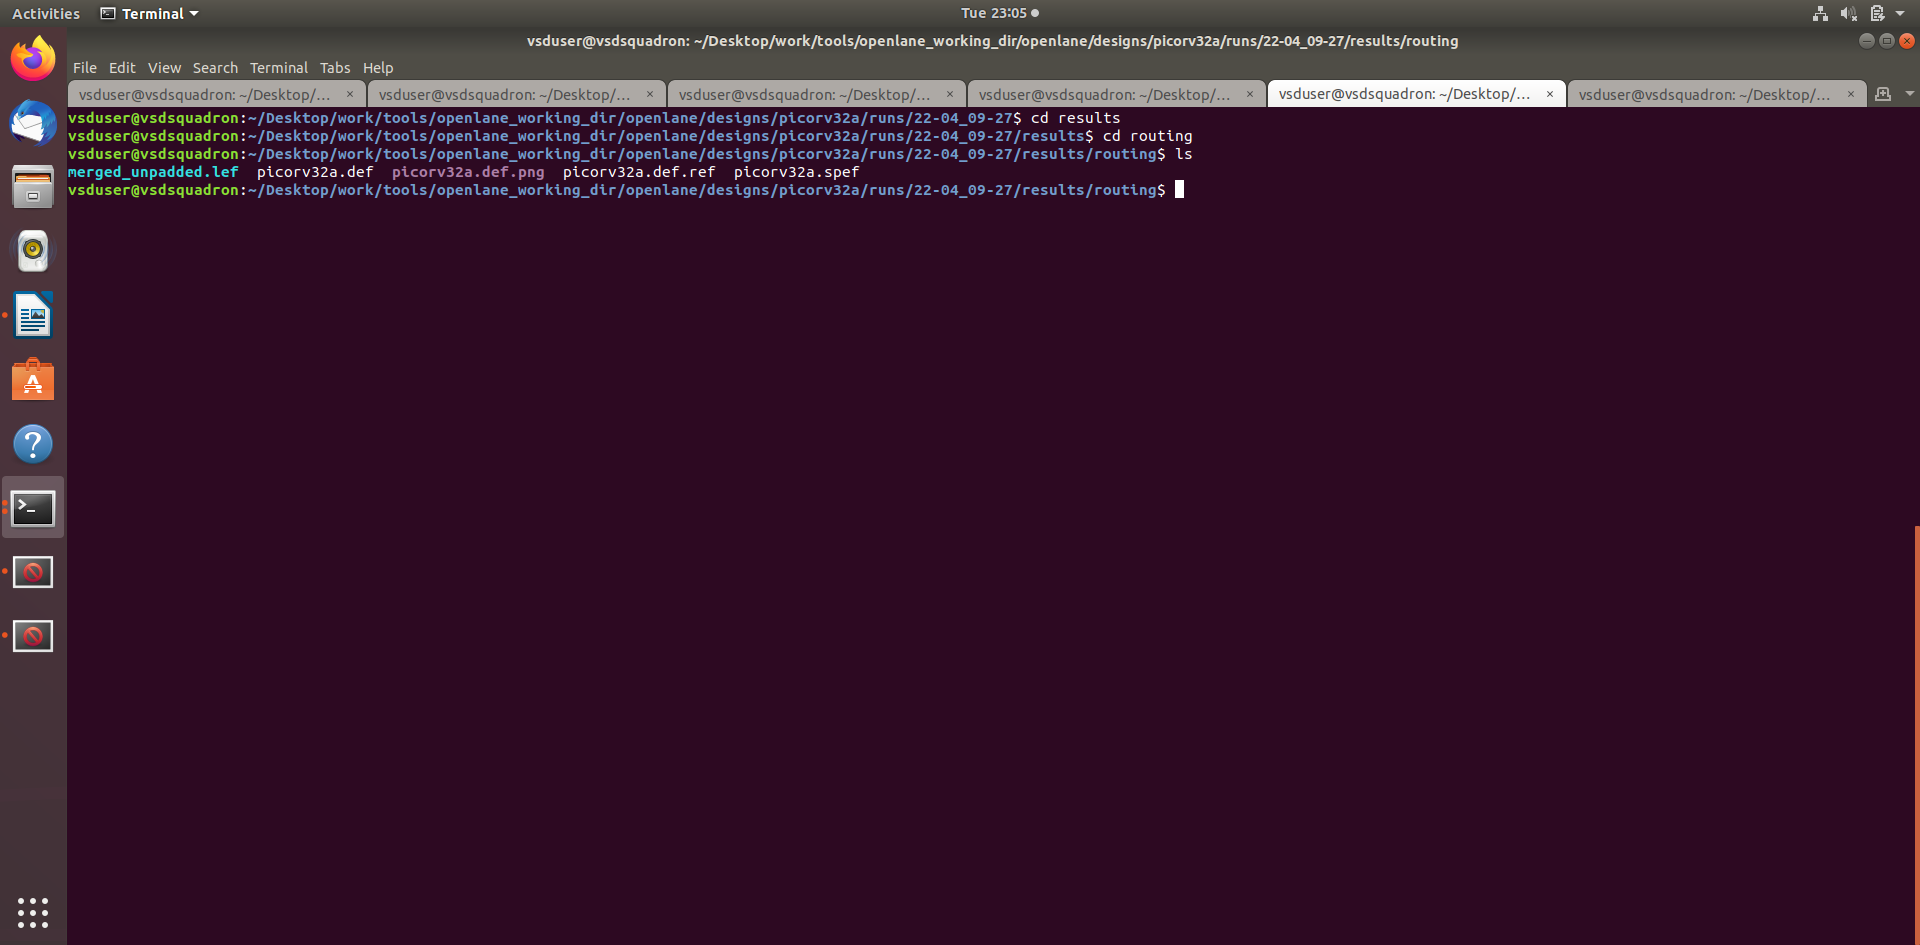 Activities Terminal Tue 23:05
vsduser@vsdsquadron: ~/Desktop/work/tools/openlane_working_dir/openlane/designs/picorv32a/runs/22-04_09-27/results/routing
File Edit View Search Terminal Tabs Help
vsduser@vsdsquadron: ~/Desktop/... × vsduser@vsdsquadron: ~/Desktop/... × vsduser@vsdsquadron: ~/Desktop/... × vsduser@vsdsquadron: ~/Desktop/... × vsduser@vsdsquadron: ~/Desktop/... × vsduser@vsdsquadron: ~/Desktop/... ×
vsduser@vsdsquadron:~/Desktop/work/tools/openlane_working_dir/openlane/designs/picorv32a/runs/22-04_09-27$ cd results
vsduser@vsdsquadron:~/Desktop/work/tools/openlane_working_dir/openlane/designs/picorv32a/runs/22-04_09-27/results$ cd routing
vsduser@vsdsquadron:~/Desktop/work/tools/openlane_working_dir/openlane/designs/picorv32a/runs/22-04_09-27/results/routing$ ls
merged_unpadded.lef picorv32a.def picorv32a.def.png picorv32a.def.ref picorv32a.spef
vsduser@vsdsquadron:~/Desktop/work/tools/openlane_working_dir/openlane/designs/picorv32a/runs/22-04_09-27/results/routing$